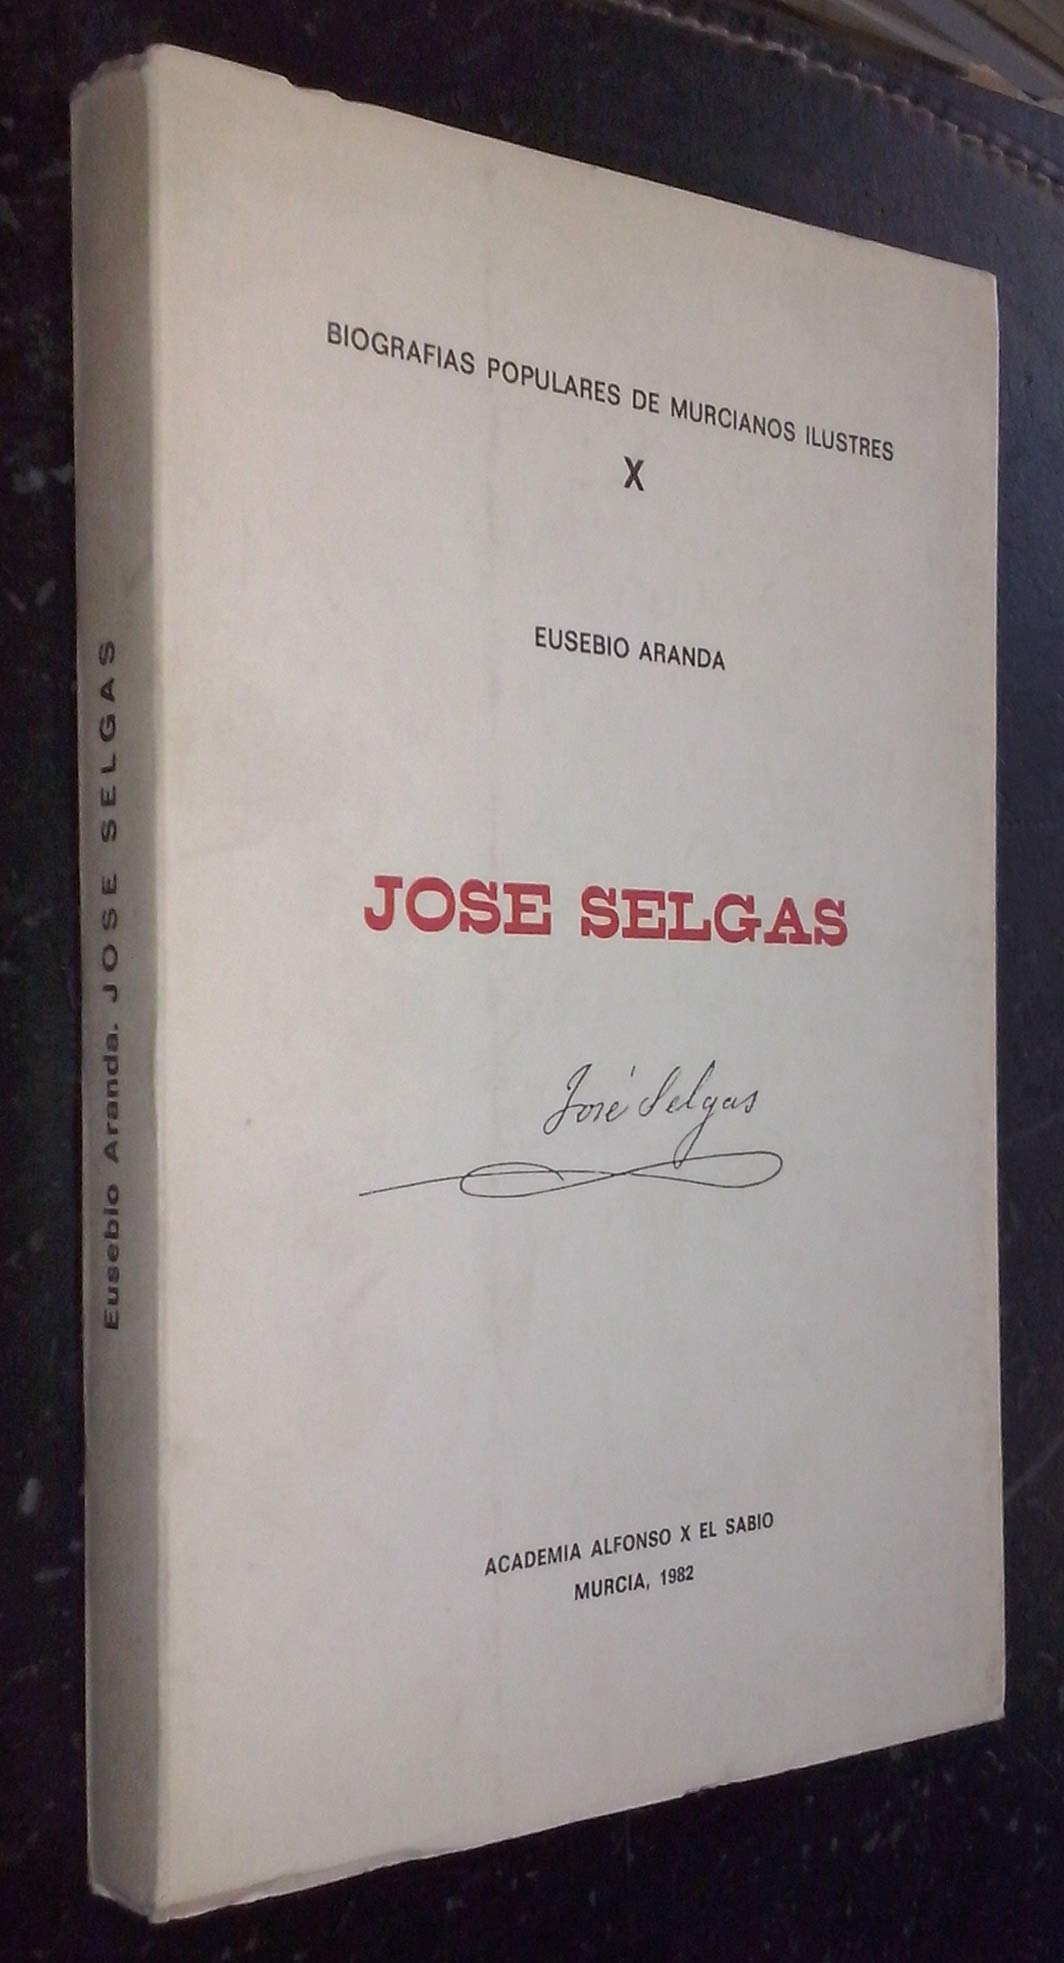 BIOGRAFIAS POPULARES DE MURCIANOS ILUSTRES
X
EUSEBIO ARANDA
JOSE SELGAS
José Selgas
ACADEMIA ALFONSO X EL SABIO
MURCIA, 1982
Eusebio Aranda. JOSE SELGAS